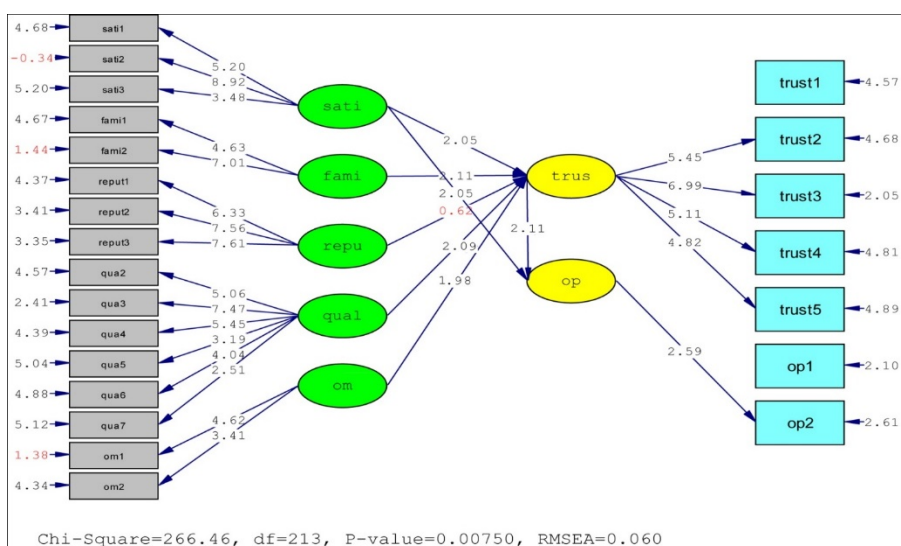 4.68 sati1
-0.34 sati2
5.20 sati3
4.67 fami1
1.44 fami2
4.37 reput1
3.41 reput2
3.35 reput3
4.57 qua2
2.41 qua3
4.39 qua4
5.04 qua5
4.88 qua6
5.12 qua7
1.38 om1
4.34 om2
5.20
8.92
3.48
4.63
7.01
6.33
7.56
7.61
5.06
7.47
5.45
3.19
4.04
2.51
4.62
3.41
sati
fami
repu
qual
om
2.05
2.11
2.05
0.62
2.09
1.98
2.11
trus
op
5.45
6.99
5.11
4.82
2.59
trust1 4.57
trust2 4.68
trust3 2.05
trust4 4.81
trust5 4.89
op1 2.10
op2 2.61
Chi-Square=266.46, df=213, P-value=0.00750, RMSEA=0.060